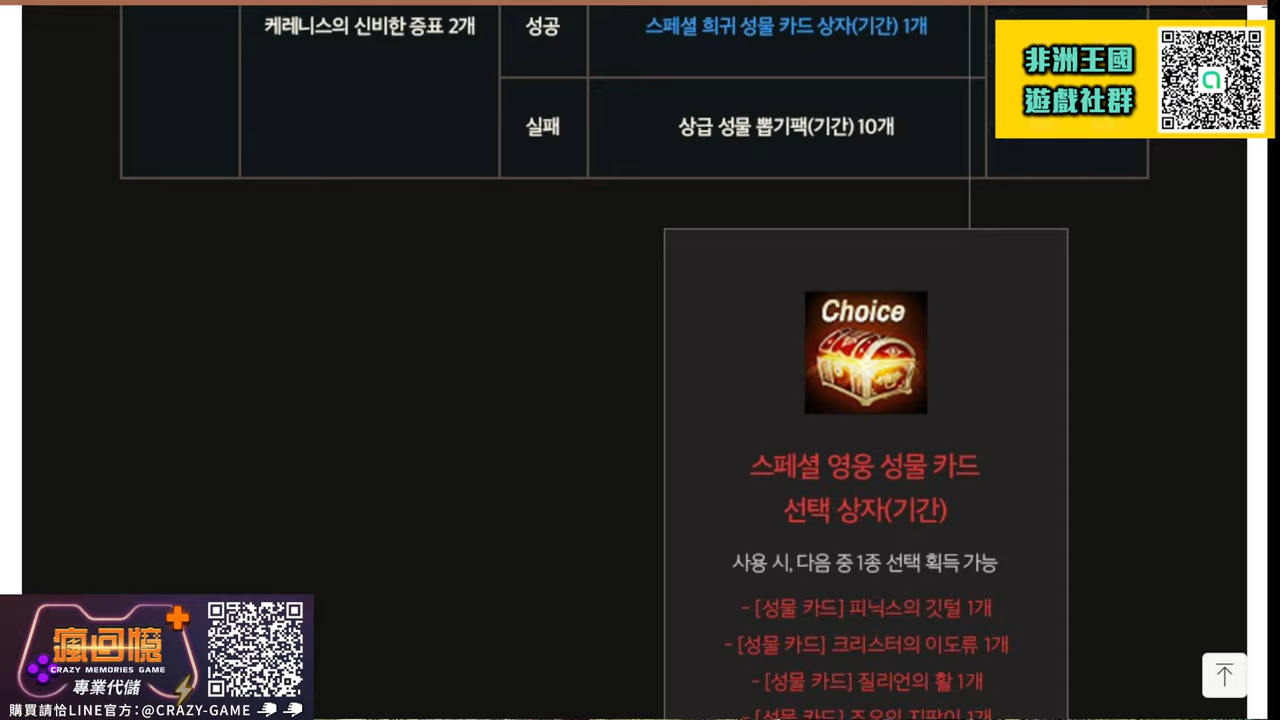 케레니스의 신비한 증표 2개
성공
스페셜 희귀 성물 카드 상자(기간) 1개
실패
상급 성물 뽑기팩(기간) 10개
非洲王國
遊戲社群
Choice
스페셜 영웅 성물 카드
선택 상자(기간)
사용 시, 다음 중 1종 선택 획득 가능
- [성물 카드] 피닉스의 깃털 1개
- [성물 카드] 크리스터의 이도류 1개
- [성물 카드] 질리언의 활 1개
瘋回憶
CRAZY MEMORIES GAME
專業代儲
購買請恰LINE官方:@CRAZY-GAME